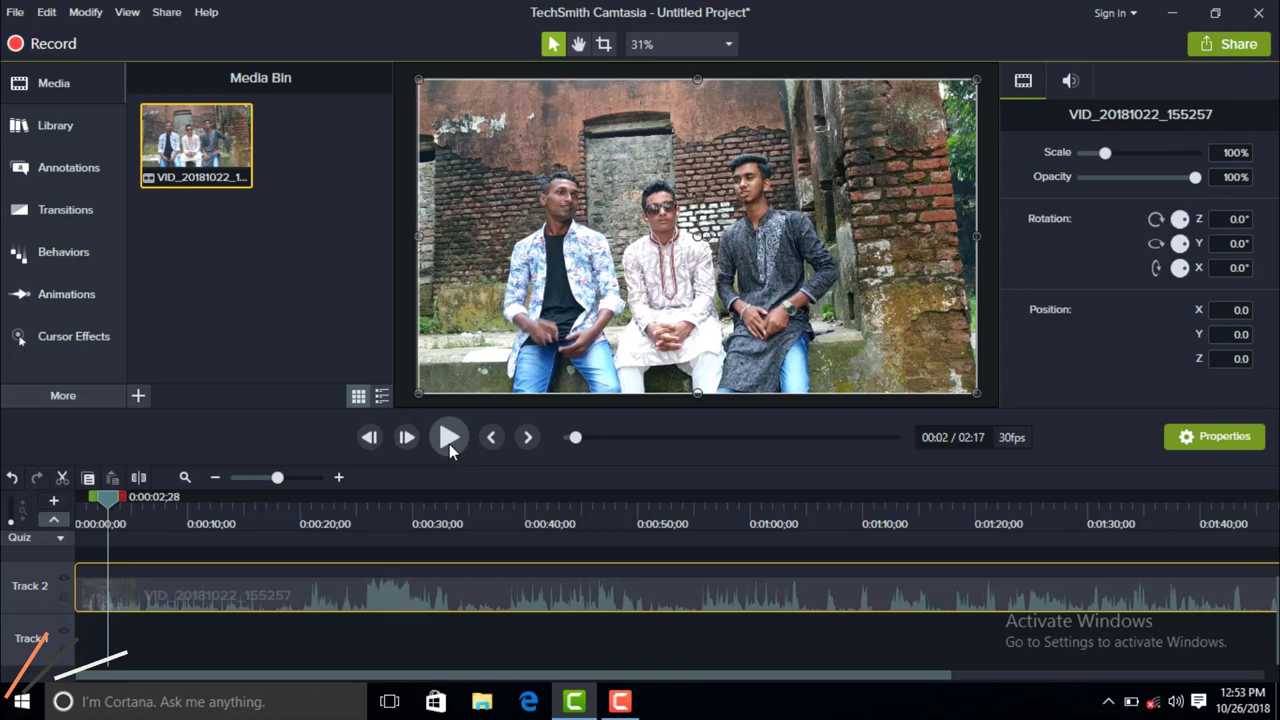 File Edit Modify View Share Help
TechSmith Camtasia - Untitled Project*
Sign In
Record
31%
Share
Media
Library
Annotations
Transitions
Behaviors
Animations
Cursor Effects
More
Media Bin
VID_20181022_1...
VID_20181022_155257
Scale 100%
Opacity 100%
Rotation: Z 0.0°
Y 0.0°
X 0.0°
Position: X 0.0
Y 0.0
Z 0.0
00:02 / 02:17 30fps
Properties
0:00:02;28
0:00:00;00 0:00:10;00 0:00:20;00 0:00:30;00 0:00:40;00 0:00:50;00 0:01:00;00 0:01:10;00 0:01:20;00 0:01:30;00 0:01:40;00
Quiz
Track 2
VID_20181022_155257
Track 1
Activate Windows
Go to Settings to activate Windows.
I'm Cortana. Ask me anything.
12:53 PM
10/26/2018